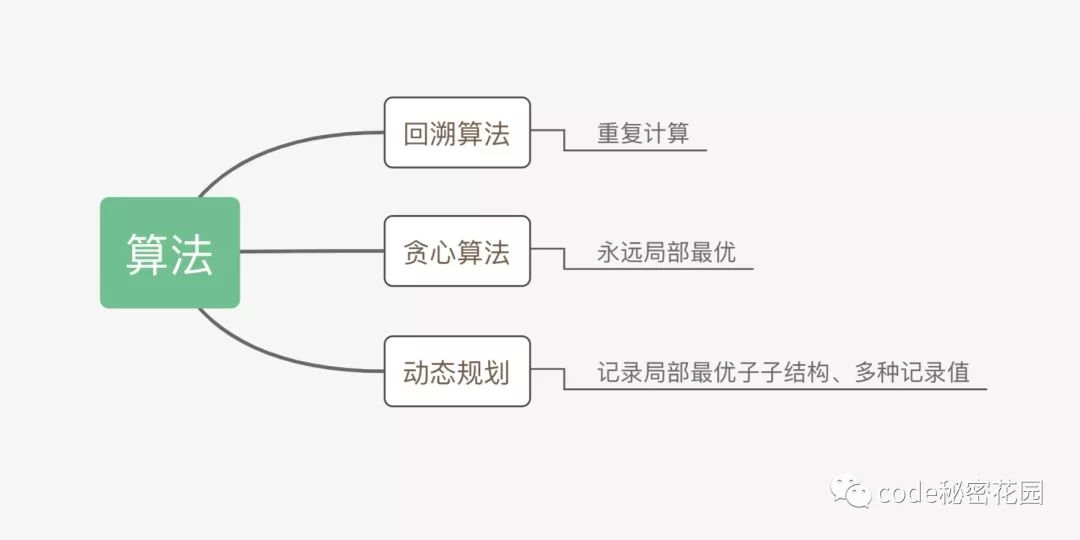 算法
回溯算法
重复计算
贪心算法
永远局部最优
动态规划
记录局部最优子子结构、多种记录值
code秘密花园